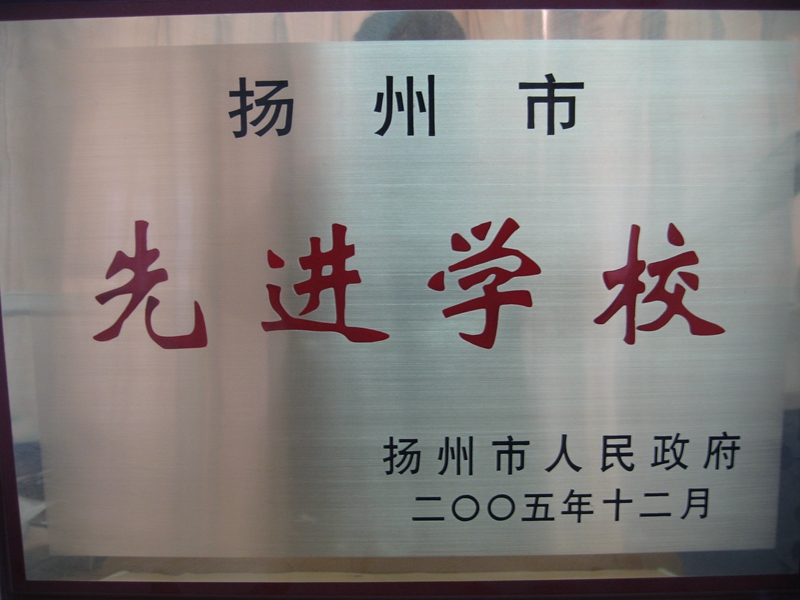 扬州市
先进学校
扬州市人民政府
二〇〇五年十二月